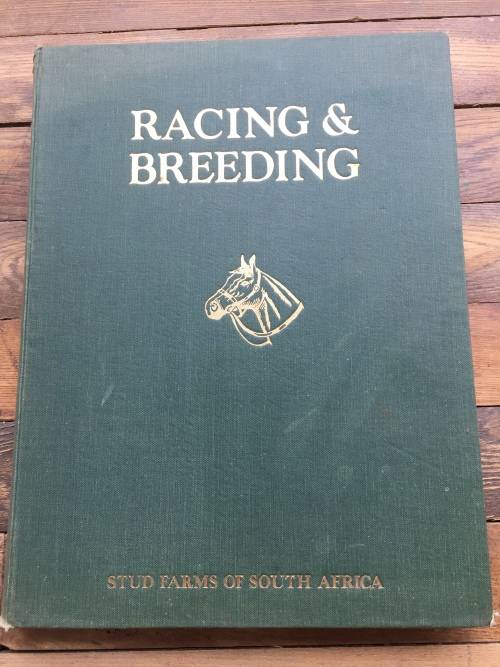 RACING &
BREEDING
STUD FARMS OF SOUTH AFRICA